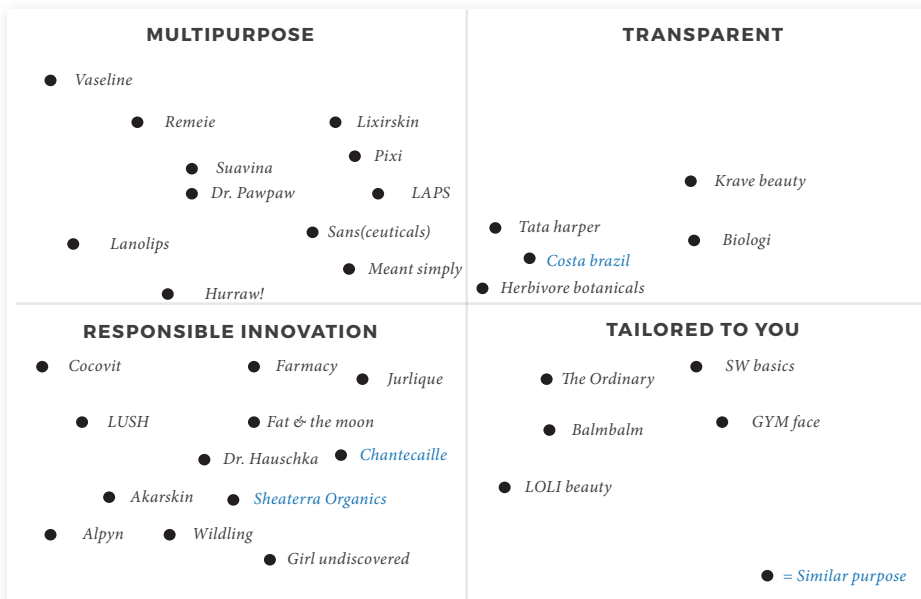 MULTIPURPOSE
Vaseline
Remeie
Lixirskin
Pixi
Suavina
Dr. Pawpaw
LAPS
Sans(ceuticals)
Lanolips
Meant simply
Hurraw!
TRANSPARENT
Krave beauty
Tata harper
Biologi
Costa brazil
Herbivore botanicals
RESPONSIBLE INNOVATION
Cocovit
Farmacy
Jurlique
LUSH
Fat & the moon
Dr. Hauschka
Chantecaille
Akarskin
Sheaterra Organics
Alpyn
Wildling
Girl undiscovered
TAILORED TO YOU
The Ordinary
SW basics
Balmbalm
GYM face
LOLI beauty
= Similar purpose